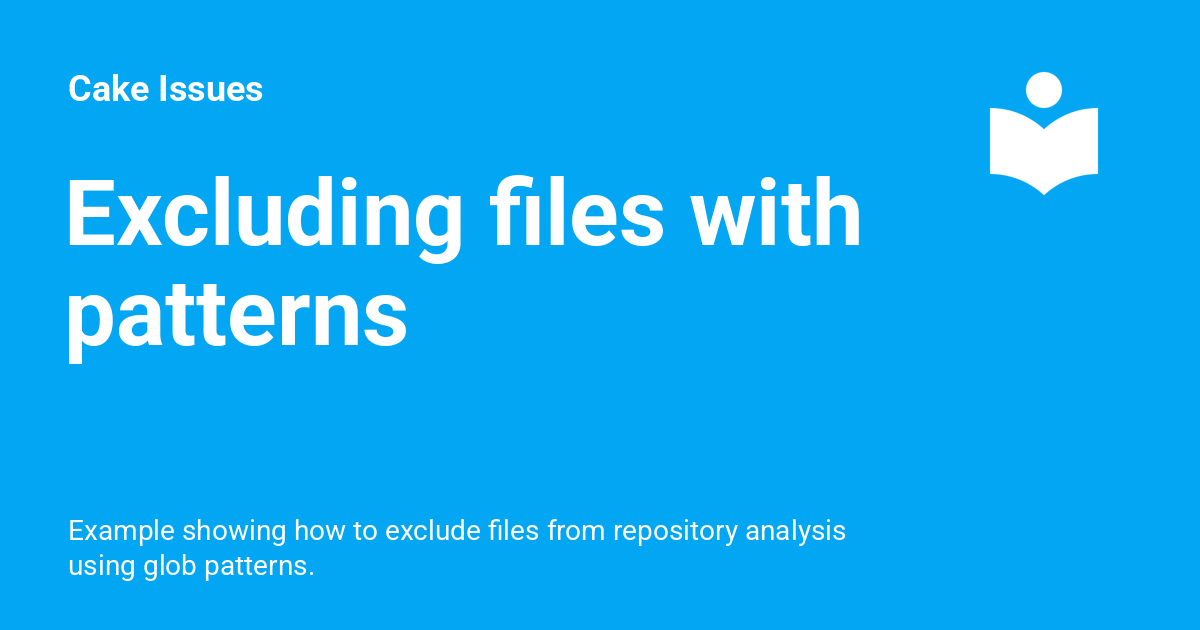 Cake Issues
Excluding files with
patterns
Example showing how to exclude files from repository analysis
using glob patterns.